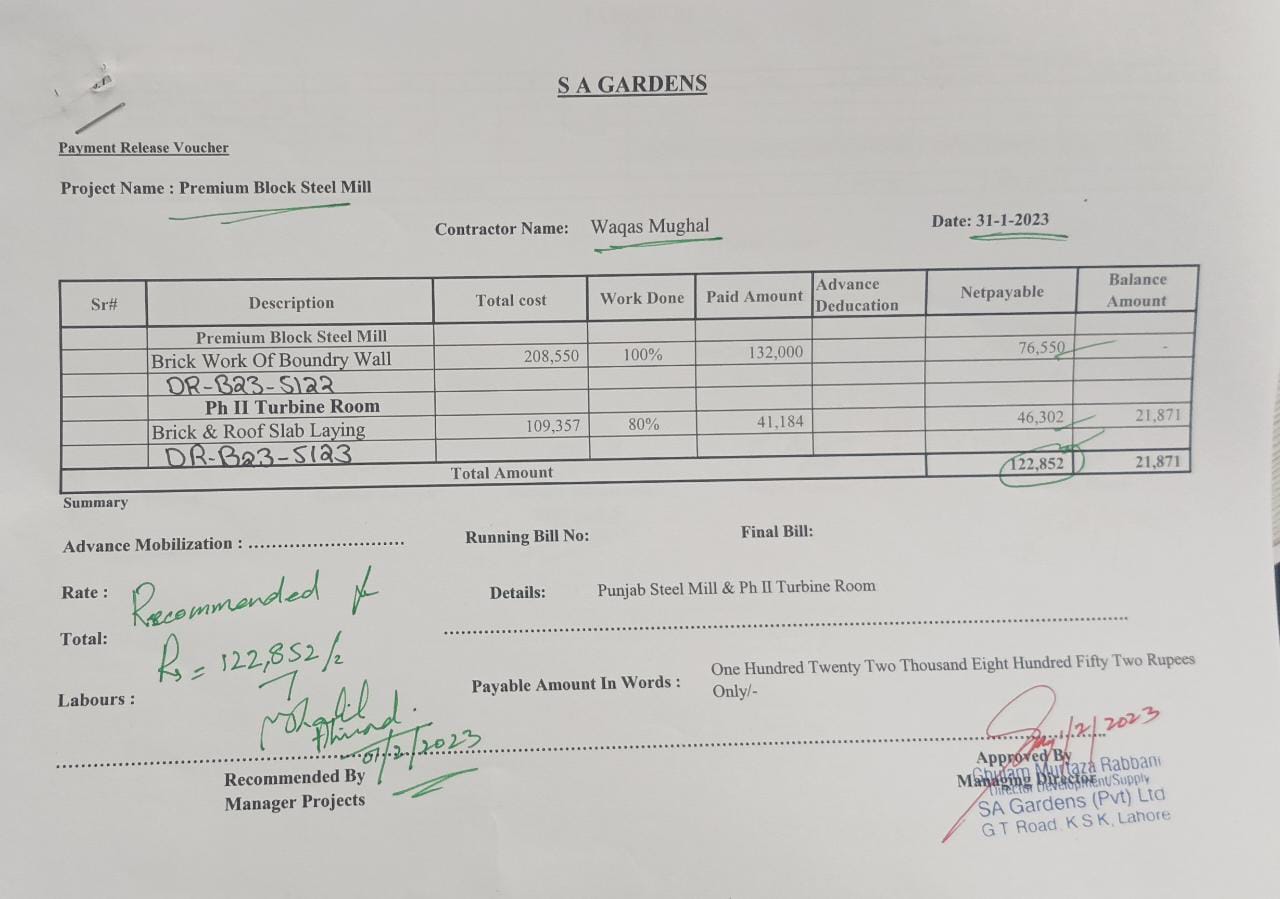 S A GARDENS
Payment Release Voucher
Project Name : Premium Block Steel Mill
Contractor Name: Waqas Mughal Date: 31-1-2023
Sr# Description Total cost Work Done Paid Amount Advance Deducation Netpayable Balance Amount
Premium Block Steel Mill
Brick Work Of Boundry Wall 208,550 100% 132,000 76,550 -
DR-B23-5122
Ph II Turbine Room
Brick & Roof Slab Laying 109,357 80% 41,184 46,302 21,871
DR-B23-5123
Total Amount 122,852 21,871
Summary
Advance Mobilization : ........................... Running Bill No: Final Bill:
Rate : Recommended Details: Punjab Steel Mill & Ph II Turbine Room
Total: Rs = 122,852/=
Labours : Payable Amount In Words : One Hundred Twenty Two Thousand Eight Hundred Fifty Two Rupees
Only/-
01/2/2023 1/2/2023
Recommended By Approved By
Manager Projects Managing Director
Ghulam Murtaza Rabbani
Director Development/Supply
SA Gardens (Pvt) Ltd
G.T Road, K S K, Lahore